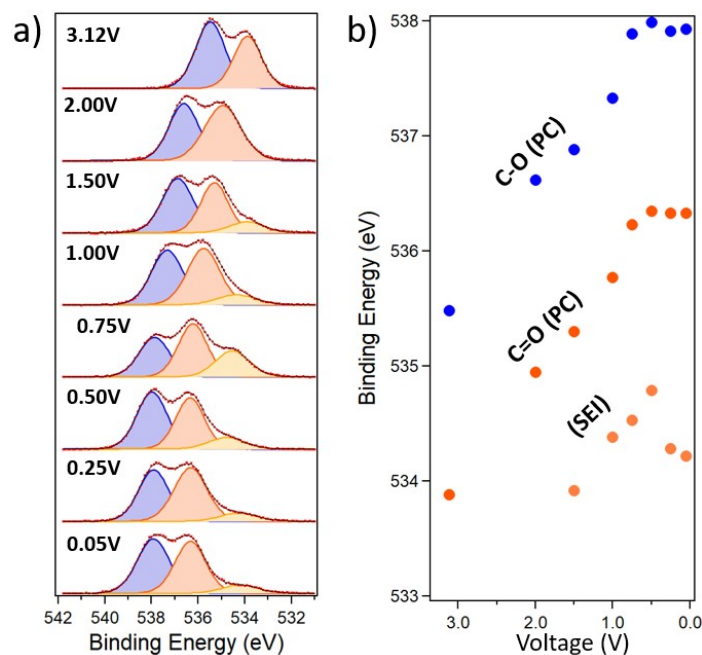 a)
3.12V
2.00V
1.50V
1.00V
0.75V
0.50V
0.25V
0.05V
542 540 538 536 534 532
Binding Energy (eV)
b)
538
537
536
535
534
533
Binding Energy (eV)
C-O (PC)
C=O (PC)
(SEI)
3.0 2.0 1.0 0.0
Voltage (V)